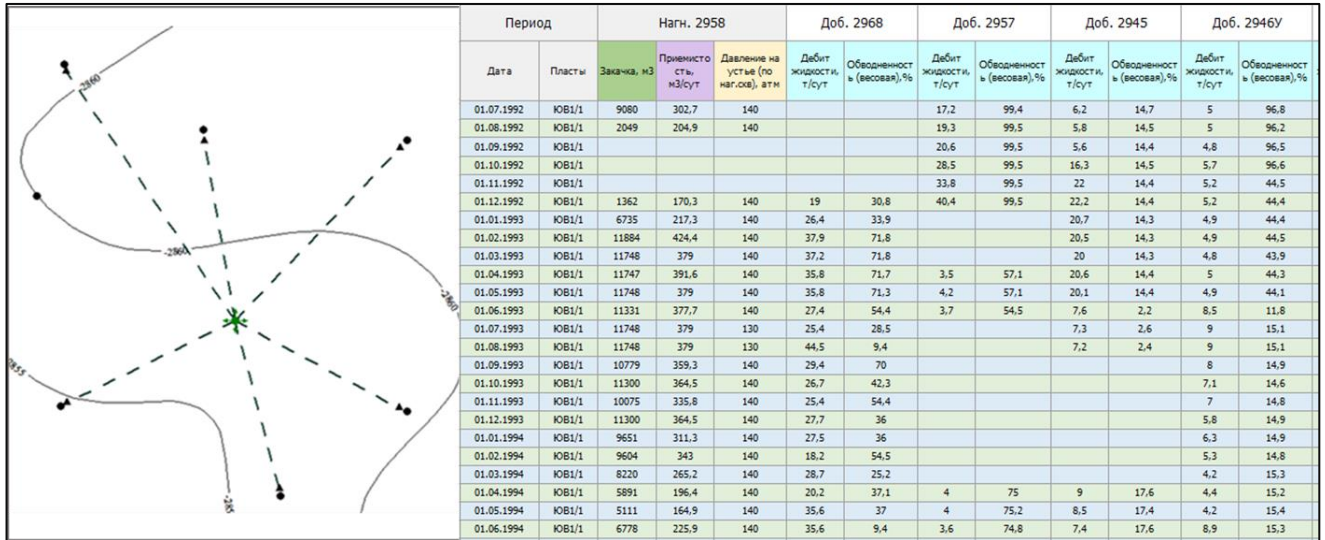 -2860
-2860
-2860
-2855
-285
Период Нагн. 2958 Доб. 2968 Доб. 2957 Доб. 2945 Доб. 2946У
Дата Пласты Закачка, м3 Приемисто сть, м3/сут Давление на устье (по наг.скв), атм Дебит жидкости, т/сут Обводненност ь (весовая),% Дебит жидкости, т/сут Обводненност ь (весовая),% Дебит жидкости, т/сут Обводненност ь (весовая),% Дебит жидкости, т/сут Обводненност ь (весовая),%
01.07.1992 ЮВ1/1 9080 302,7 140 17,2 99,4 6,2 14,7 5 96,8
01.08.1992 ЮВ1/1 2049 204,9 140 19,3 99,5 5,8 14,5 5 96,2
01.09.1992 ЮВ1/1 20,6 99,5 5,6 14,4 4,8 96,5
01.10.1992 ЮВ1/1 28,5 99,5 16,3 14,5 5,7 96,6
01.11.1992 ЮВ1/1 33,8 99,5 22 14,4 5,2 44,5
01.12.1992 ЮВ1/1 1362 170,3 140 19 30,8 40,4 99,5 22,2 14,4 5,2 44,4
01.01.1993 ЮВ1/1 6735 217,3 140 26,4 33,9 20,7 14,3 4,9 44,4
01.02.1993 ЮВ1/1 11884 424,4 140 37,9 71,8 20,5 14,3 4,9 44,5
01.03.1993 ЮВ1/1 11748 379 140 37,2 71,8 20 14,3 4,8 43,9
01.04.1993 ЮВ1/1 11747 391,6 140 35,8 71,7 3,5 57,1 20,6 14,4 5 44,3
01.05.1993 ЮВ1/1 11748 379 140 35,8 71,3 4,2 57,1 20,1 14,4 4,9 44,1
01.06.1993 ЮВ1/1 11331 377,7 140 27,4 54,4 3,7 54,5 7,6 2,2 8,5 11,8
01.07.1993 ЮВ1/1 11748 379 130 25,4 28,5 7,3 2,6 9 15,1
01.08.1993 ЮВ1/1 11748 379 130 44,5 9,4 7,2 2,4 9 15,1
01.09.1993 ЮВ1/1 10779 359,3 140 29,4 70 8 14,9
01.10.1993 ЮВ1/1 11300 364,5 140 26,7 42,3 7,1 14,6
01.11.1993 ЮВ1/1 10075 335,8 140 25,4 54,4 7 14,8
01.12.1993 ЮВ1/1 11300 364,5 140 27,7 36 5,8 14,9
01.01.1994 ЮВ1/1 9651 311,3 140 27,5 36 6,3 14,9
01.02.1994 ЮВ1/1 9604 343 140 18,2 54,5 5,3 14,8
01.03.1994 ЮВ1/1 8220 265,2 140 28,7 25,2 4,2 15,3
01.04.1994 ЮВ1/1 5891 196,4 140 20,2 37,1 4 75 9 17,6 4,4 15,2
01.05.1994 ЮВ1/1 5111 164,9 140 35,6 37 4 75,2 8,5 17,4 4,2 15,4
01.06.1994 ЮВ1/1 6778 225,9 140 35,6 9,4 3,6 74,8 7,4 17,6 8,9 15,3